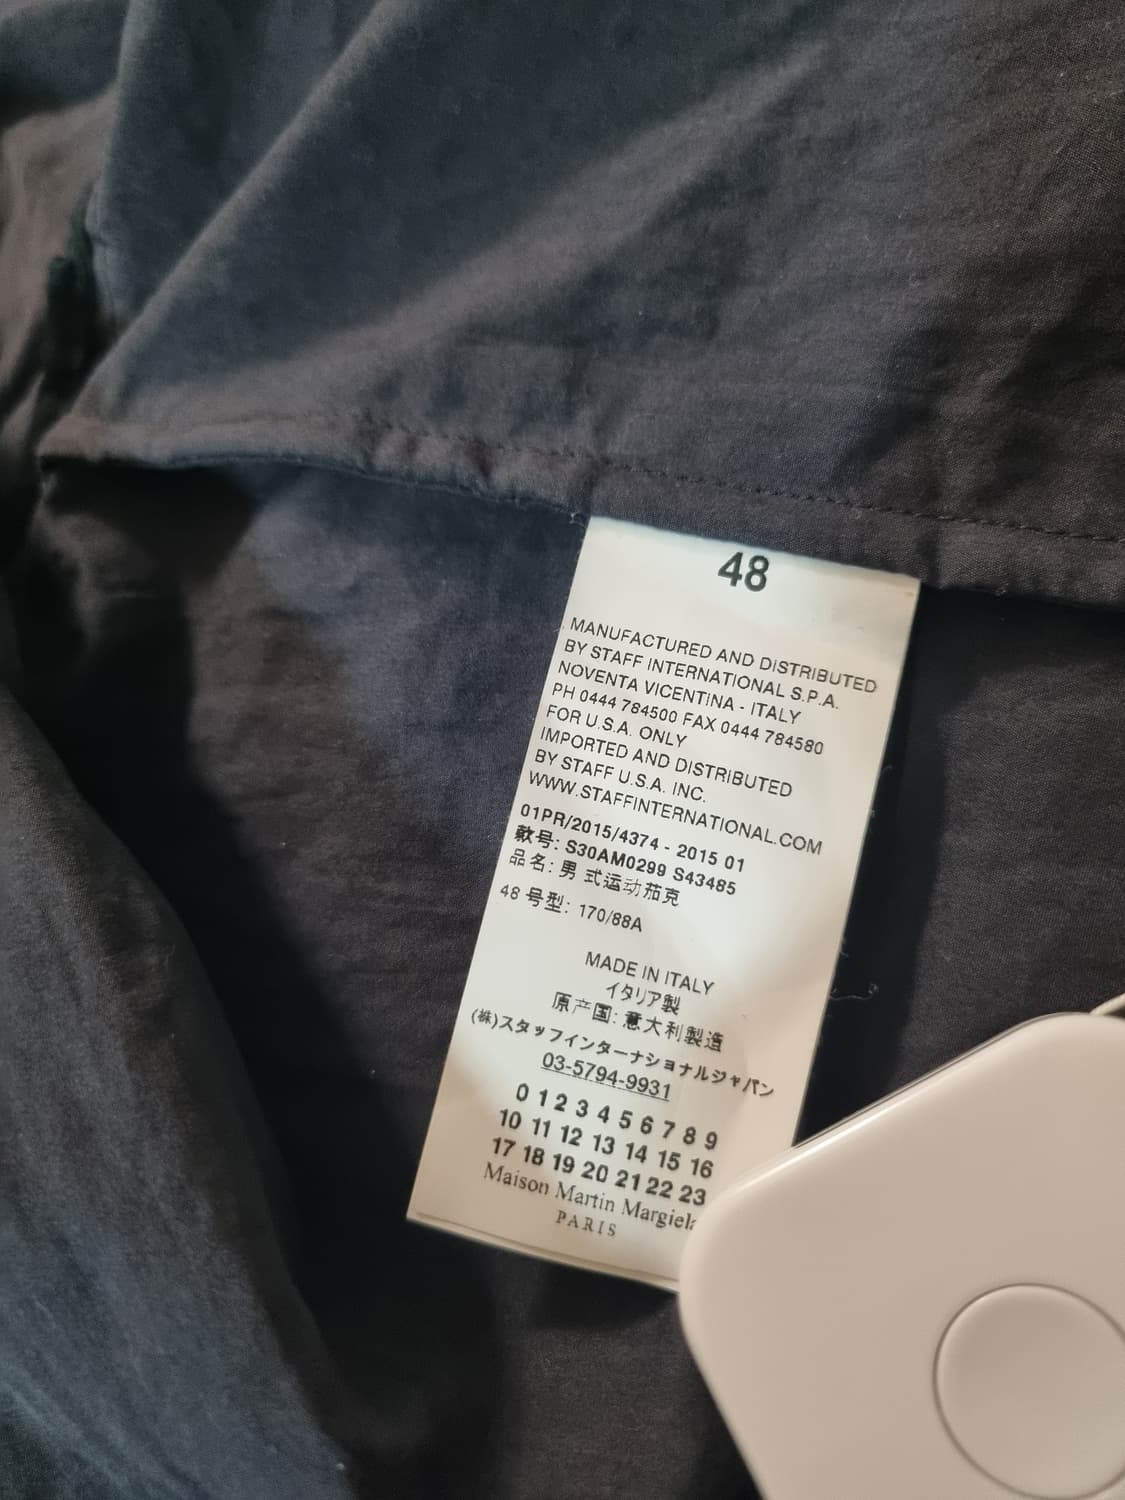 48
MANUFACTURED AND DISTRIBUTED
BY STAFF INTERNATIONAL S.P.A.
NOVENTA VICENTINA - ITALY
PH 0444 784500 FAX 0444 784580
FOR U.S.A. ONLY
IMPORTED AND DISTRIBUTED
BY STAFF U.S.A. INC.
WWW.STAFFINTERNATIONAL.COM
01PR/2015/4374 - 2015 01
款号: S30AM0299 S43485
品名: 男 式运动茄克
48 号型: 170/88A
MADE IN ITALY
イタリア製
原产国: 意大利製造
(株)スタッフインターナショナルジャパン
03-5794-9931
0 1 2 3 4 5 6 7 8 9
10 11 12 13 14 15 16
17 18 19 20 21 22 23
Maison Martin Margiela
PARIS